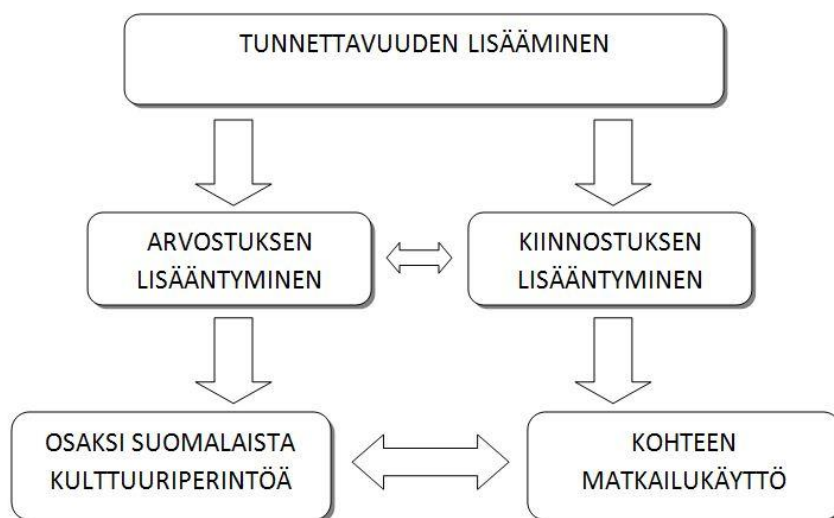 TUNNETTAVUUDEN LISÄÄMINEN
ARVOSTUKSEN
LISÄÄNTYMINEN
KIINNOSTUKSEN
LISÄÄNTYMINEN
OSAKSI SUOMALAISTA
KULTTUURIPERINTÖÄ
KOHTEEN
MATKAILUKÄYTTÖ